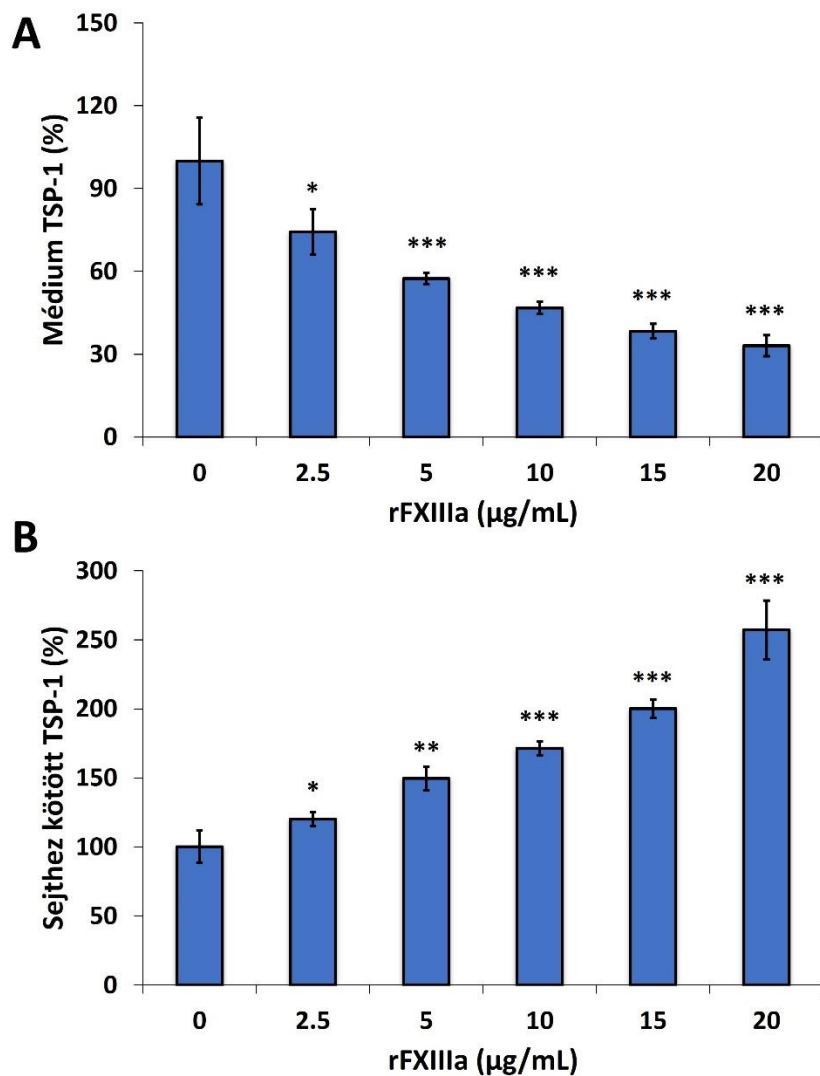 A
Médium TSP-1 (%)
150
120
90
60
30
0
*
***
***
***
***
0 2.5 5 10 15 20
rFXIIIa (µg/mL)
B
Sejthez kötött TSP-1 (%)
300
250
200
150
100
50
0
*
**
***
***
***
0 2.5 5 10 15 20
rFXIIIa (µg/mL)